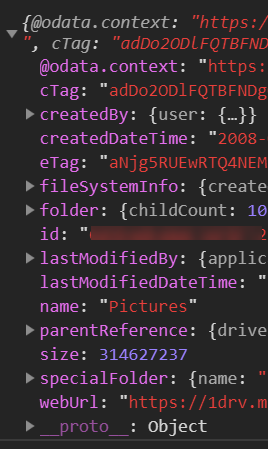 {@odata.context: "https:/
", cTag: "adDo2ODlFQTBFND
@odata.context: "https:
cTag: "adDo2ODlFQTBFNDg
createdBy: {user: {…}}
createdDateTime: "2008-
eTag: "aNjg5RUEwRTQ4NEM
fileSystemInfo: {create
folder: {childCount: 10
id: "
lastModifiedBy: {applic
lastModifiedDateTime: "
name: "Pictures"
parentReference: {drive
size: 314627237
specialFolder: {name: "
webUrl: "https://1drv.m
__proto__: Object